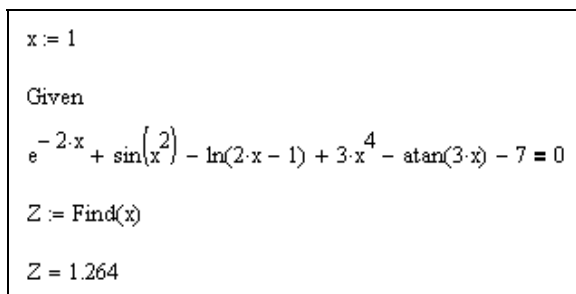 x := 1
Given
e^{-2·x} + sin(x^2) − ln(2·x − 1) + 3·x^4 − atan(3·x) − 7 = 0
Z := Find(x)
Z = 1.264